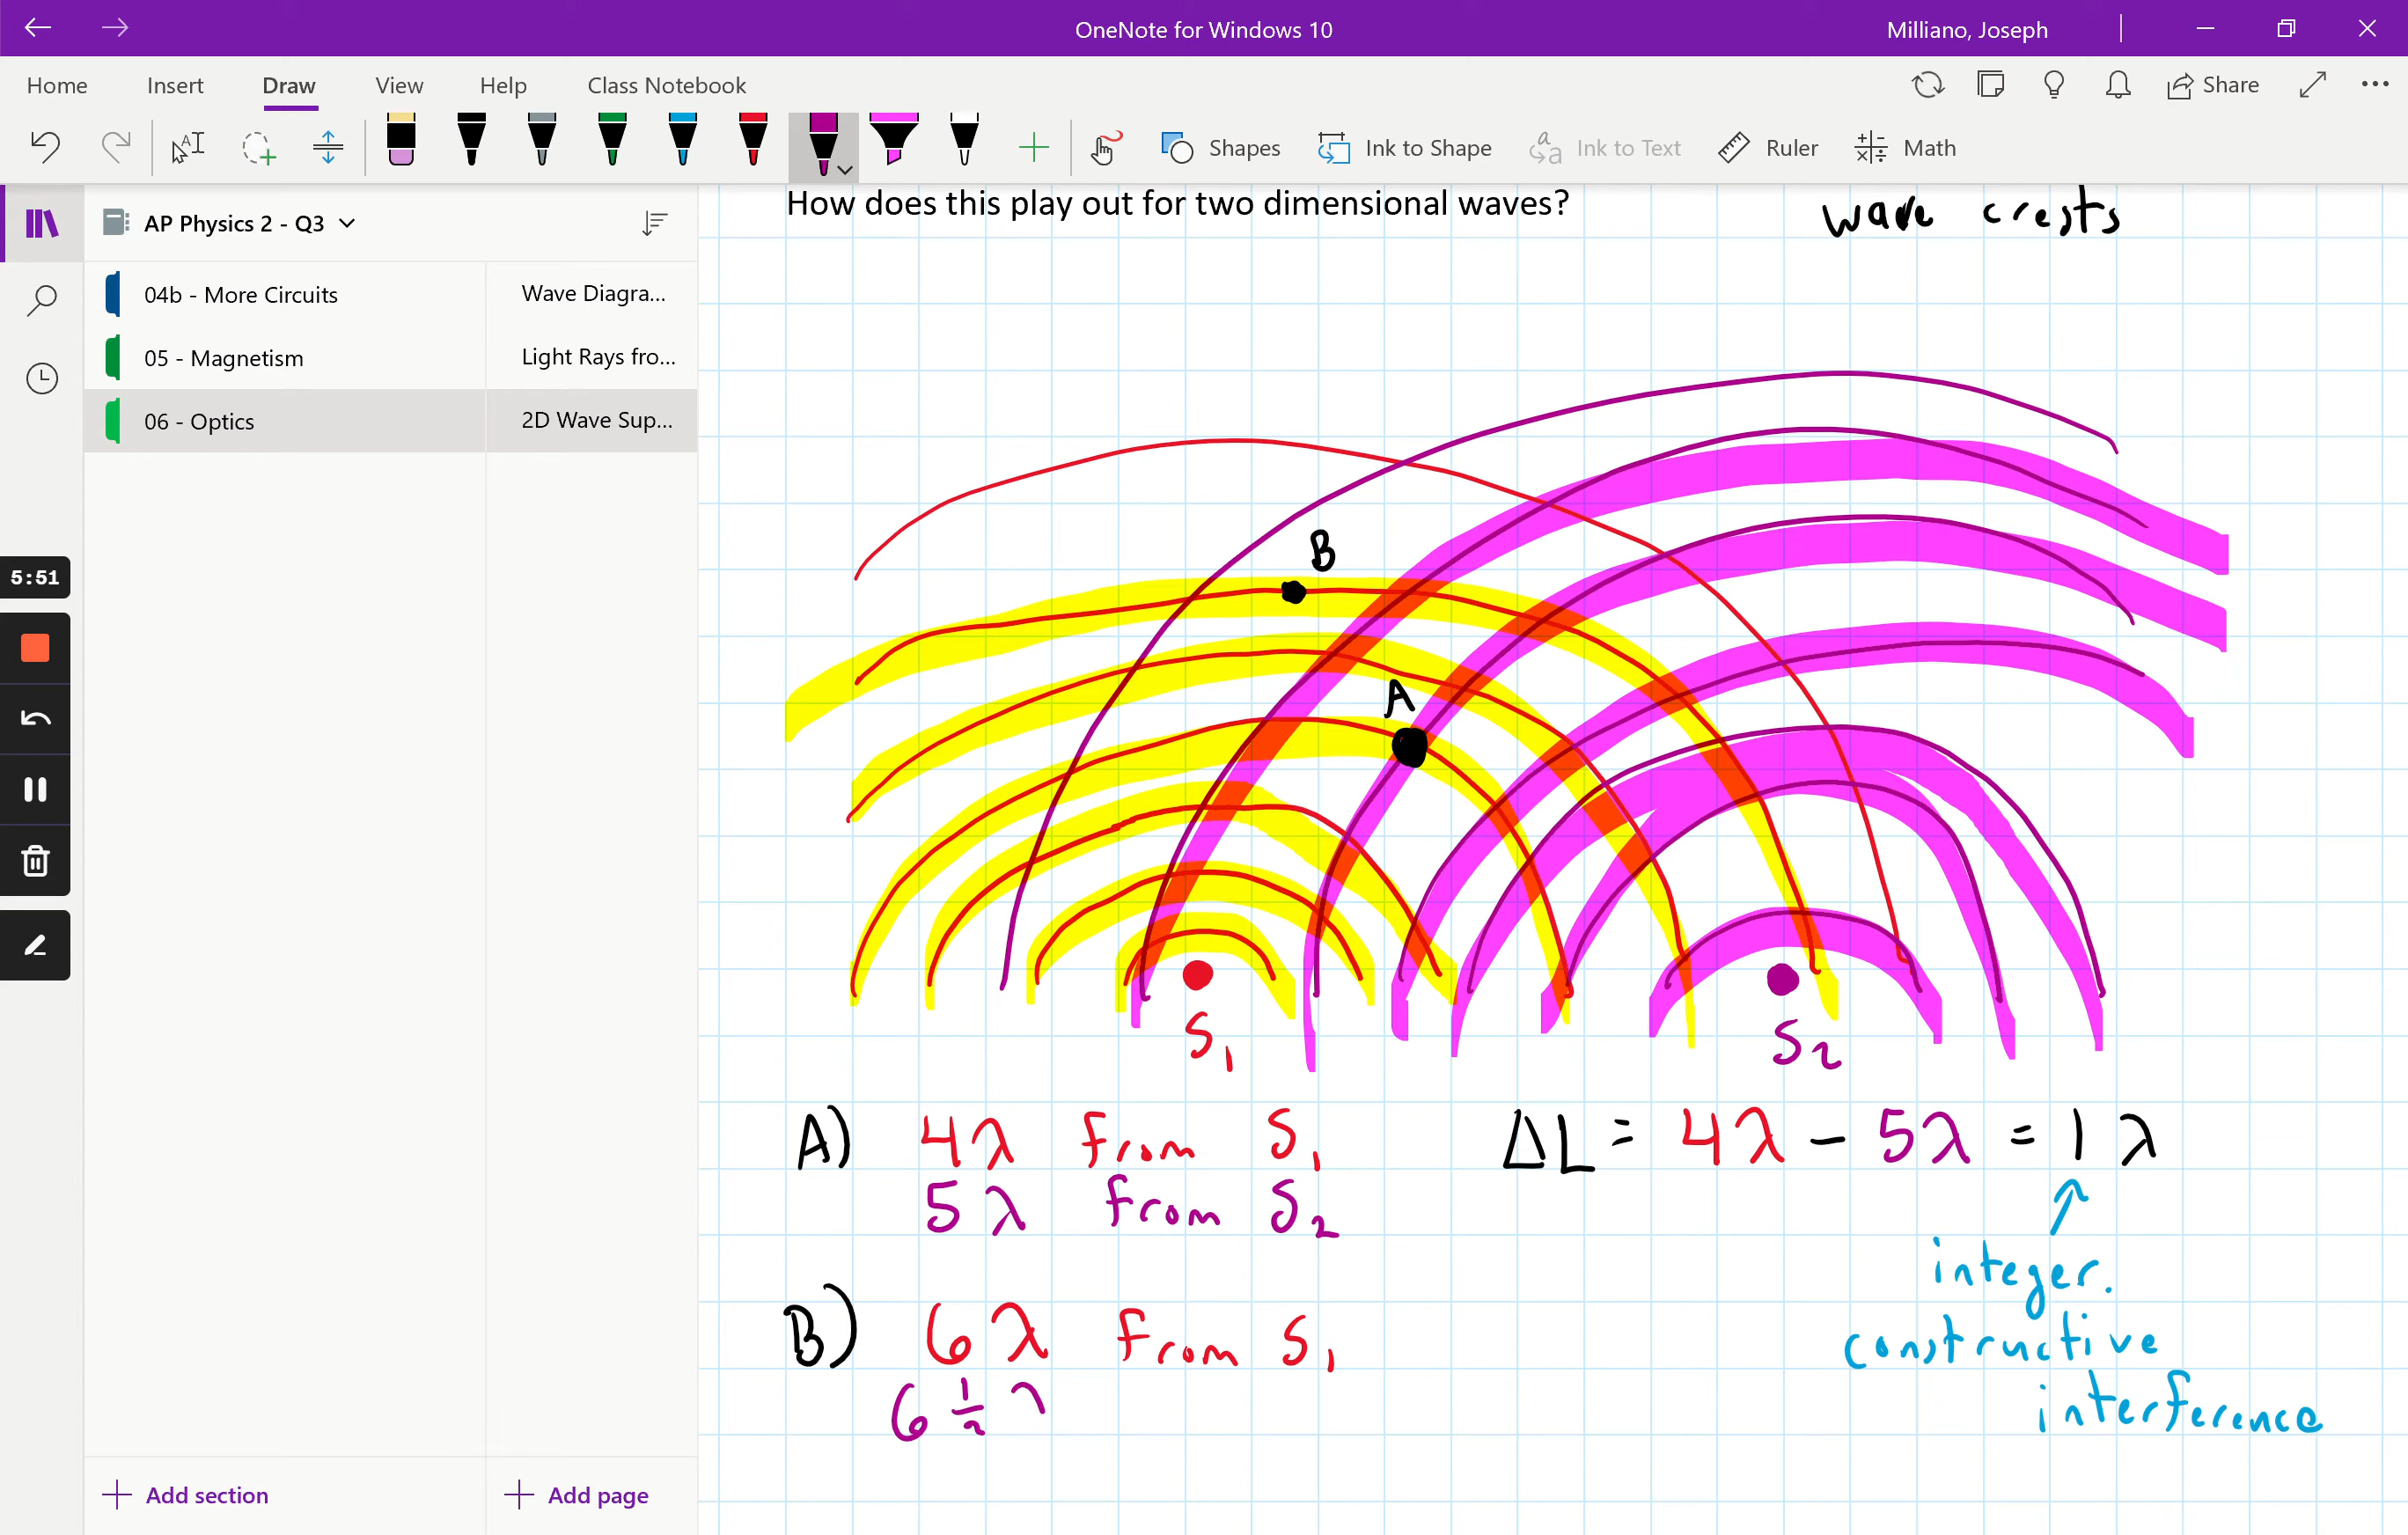 OneNote for Windows 10
Milliano, Joseph
Home Insert Draw View Help Class Notebook Share
Shapes Ink to Shape Ink to Text Ruler Math
AP Physics 2 - Q3
How does this play out for two dimensional waves?
wave crests
04b - More Circuits
Wave Diagra...
05 - Magnetism
Light Rays fro...
06 - Optics
2D Wave Sup...
5:51
B
A
S1
S2
A) 4λ from S1
5λ from S2
ΔL = 4λ - 5λ = 1 λ
integer.
constructive
interference
B) 6λ from S1
6 1/2 λ
Add section
Add page